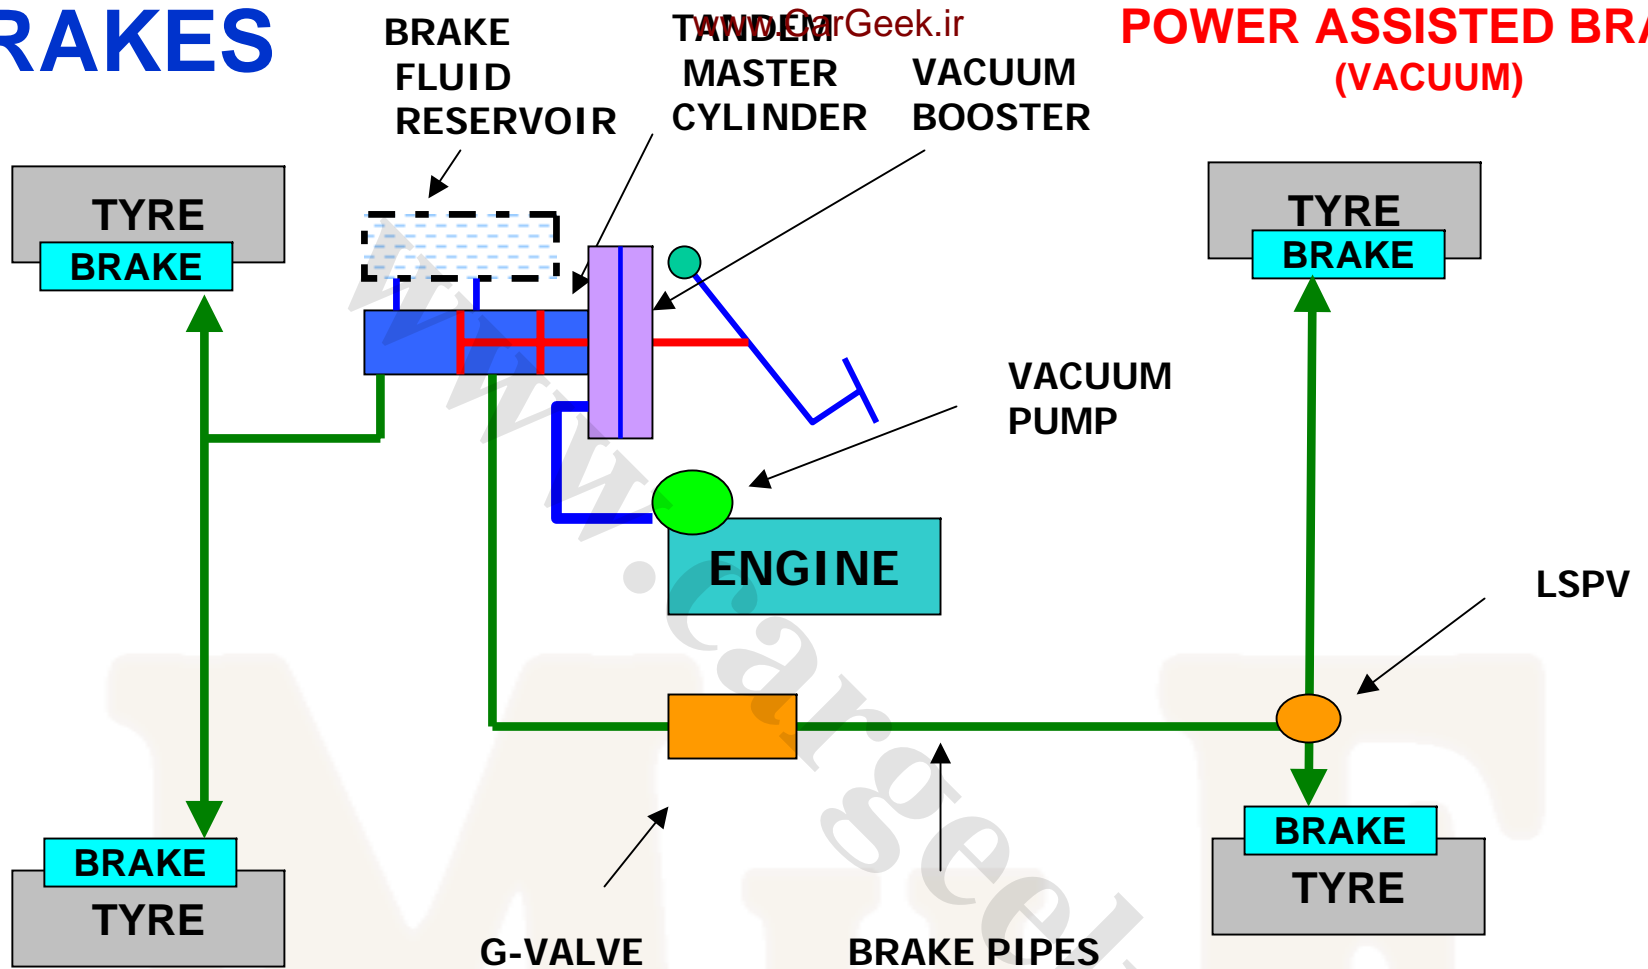 RAKES
www.CarGeek.ir
POWER ASSISTED BRA
(VACUUM)
BRAKE
FLUID
RESERVOIR
TANDEM
MASTER
CYLINDER
VACUUM
BOOSTER
TYRE
BRAKE
TYRE
BRAKE
VACUUM
PUMP
ENGINE
LSPV
BRAKE
TYRE
BRAKE
TYRE
G-VALVE
BRAKE PIPES
www.cargeek